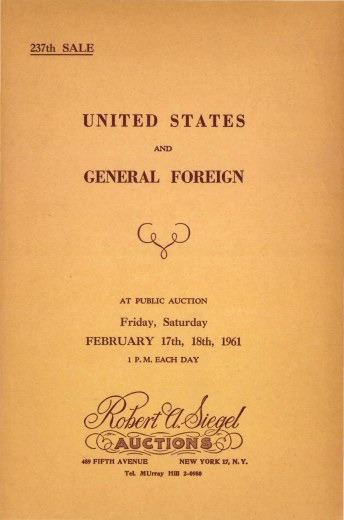 237th SALE
UNITED STATES
AND
GENERAL FOREIGN
AT PUBLIC AUCTION
Friday, Saturday
FEBRUARY 17th, 18th, 1961
1 P. M. EACH DAY
Robert A. Siegel
AUCTIONS
489 FIFTH AVENUE NEW YORK 17, N. Y.
Tel. MUrray Hill 2-0980